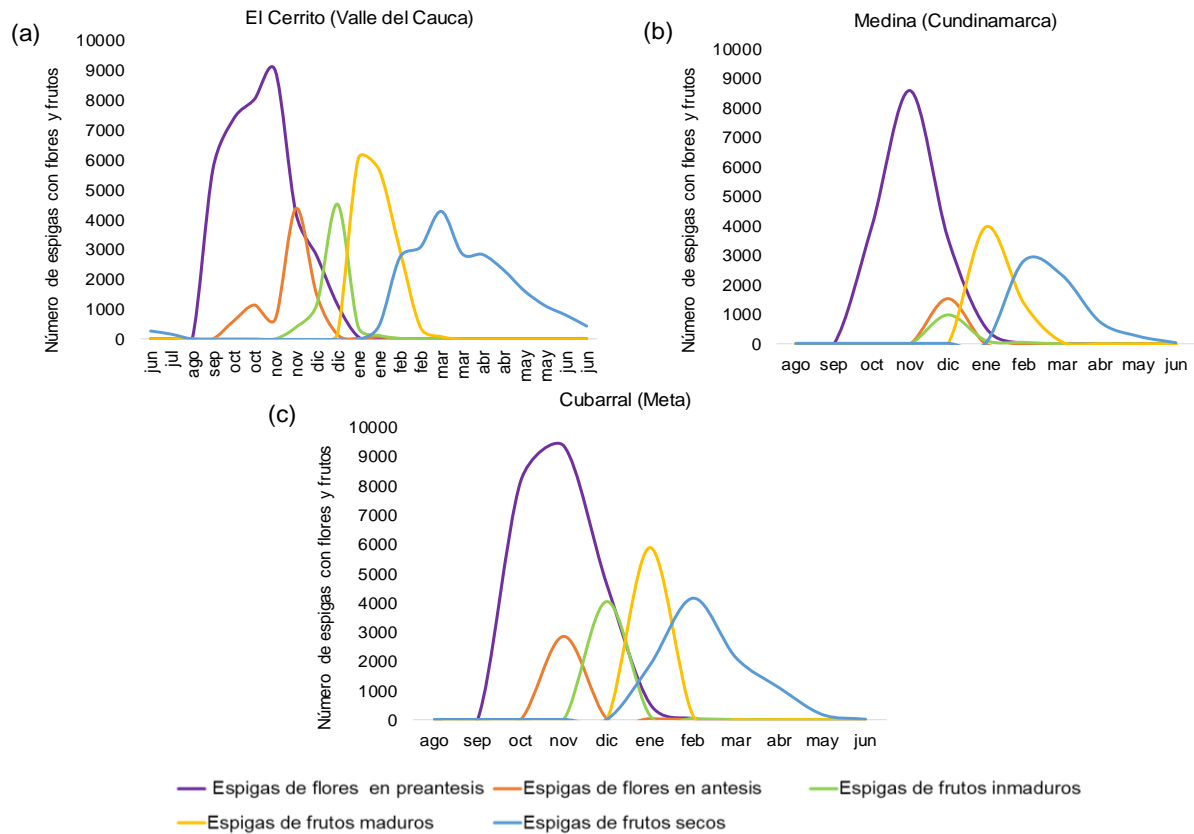 El Cerrito (Valle del Cauca)
(a)
Número de espigas con flores y frutos
10000
9000
8000
7000
6000
5000
4000
3000
2000
1000
0
jun jul ago sep oct oct nov nov dic dic ene ene feb feb mar mar abr abr may may jun jun
Medina (Cundinamarca)
(b)
Número de espigas con flores y frutos
10000
9000
8000
7000
6000
5000
4000
3000
2000
1000
0
ago sep oct nov dic ene feb mar abr may jun
Cubarral (Meta)
(c)
Número de espigas con flores y frutos
10000
9000
8000
7000
6000
5000
4000
3000
2000
1000
0
ago sep oct nov dic ene feb mar abr may jun
Espigas de flores en preantesis Espigas de flores en antesis Espigas de frutos inmaduros
Espigas de frutos maduros Espigas de frutos secos